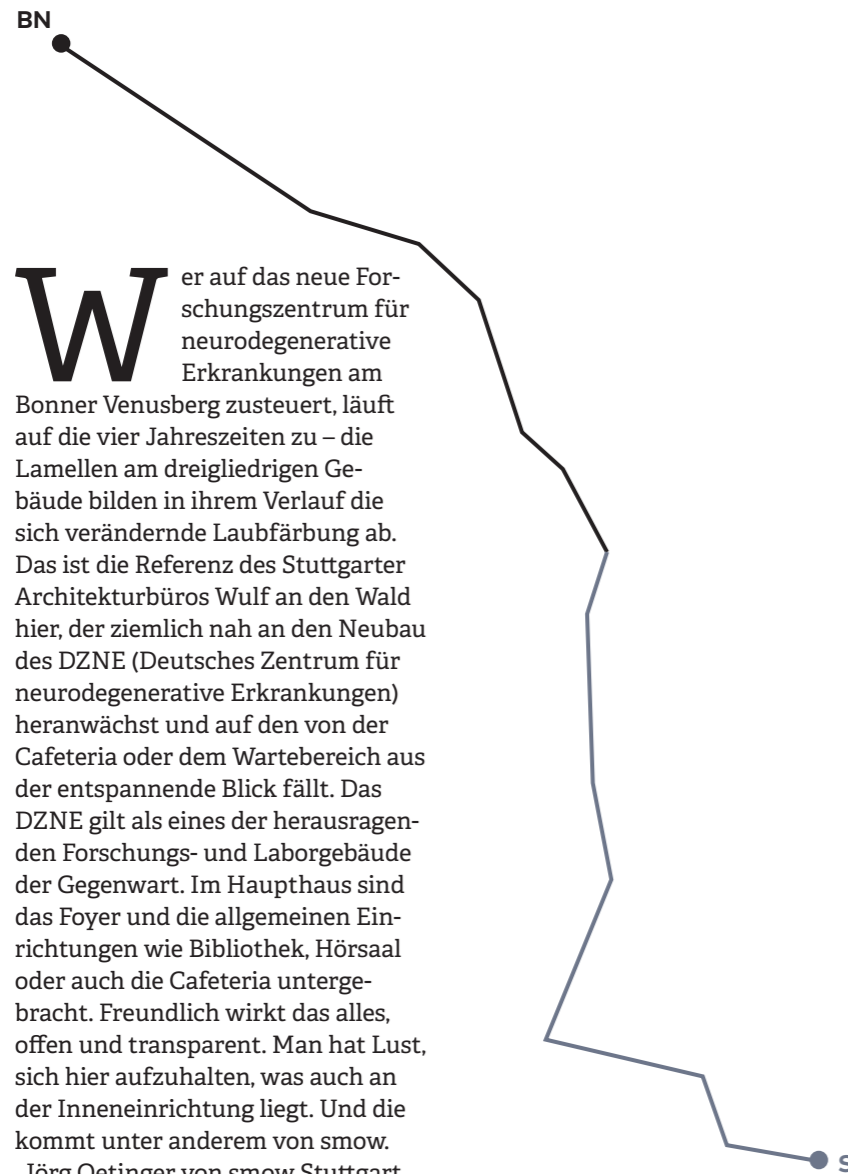 BN
Wer auf das neue For-
schungszentrum für
neurodegenerative
Erkrankungen am
Bonner Venusberg zusteuert, läuft
auf die vier Jahreszeiten zu – die
Lamellen am dreigliedrigen Ge-
bäude bilden in ihrem Verlauf die
sich verändernde Laubfärbung ab.
Das ist die Referenz des Stuttgarter
Architekturbüros Wulf an den Wald
hier, der ziemlich nah an den Neubau
des DZNE (Deutsches Zentrum für
neurodegenerative Erkrankungen)
heranwächst und auf den von der
Cafeteria oder dem Wartebereich aus
der entspannende Blick fällt. Das
DZNE gilt als eines der herausragen-
den Forschungs- und Laborgebäude
der Gegenwart. Im Haupthaus sind
das Foyer und die allgemeinen Ein-
richtungen wie Bibliothek, Hörsaal
oder auch die Cafeteria unterge-
bracht. Freundlich wirkt das alles,
offen und transparent. Man hat Lust,
sich hier aufzuhalten, was auch an
der Inneneinrichtung liegt. Und die
kommt unter anderem von smow.
Jörg Oetinger von smow Stuttgart